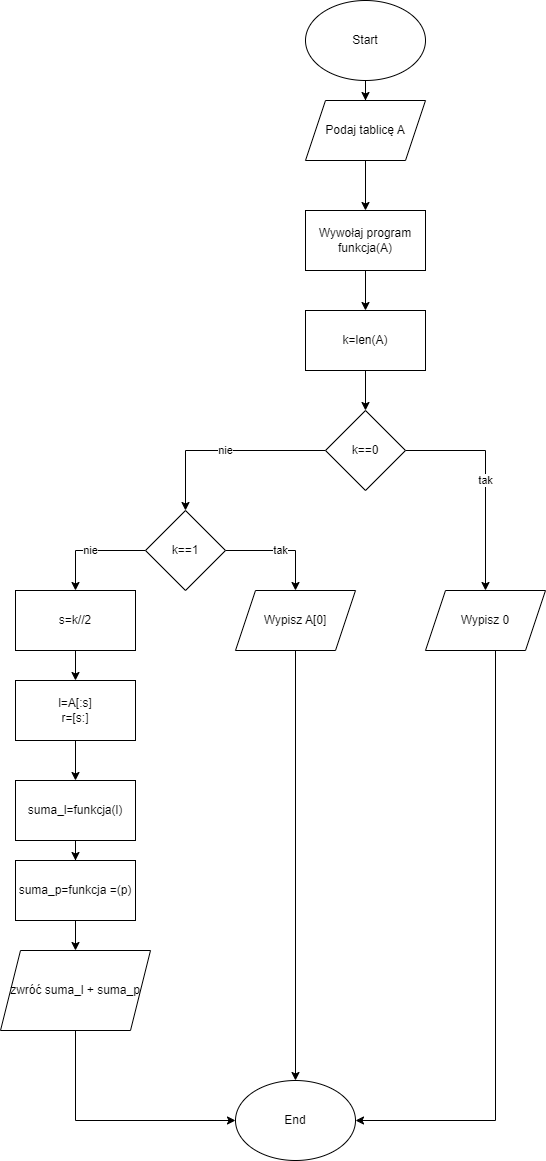 Start
Podaj tablicę A
Wywołaj program
funkcja(A)
k=len(A)
k==0
nie
tak
k==1
nie
tak
s=k//2
Wypisz A[0]
Wypisz 0
l=A[:s]
r=[s:]
suma_l=funkcja(l)
suma_p=funkcja =(p)
zwróć suma_l + suma_p
End